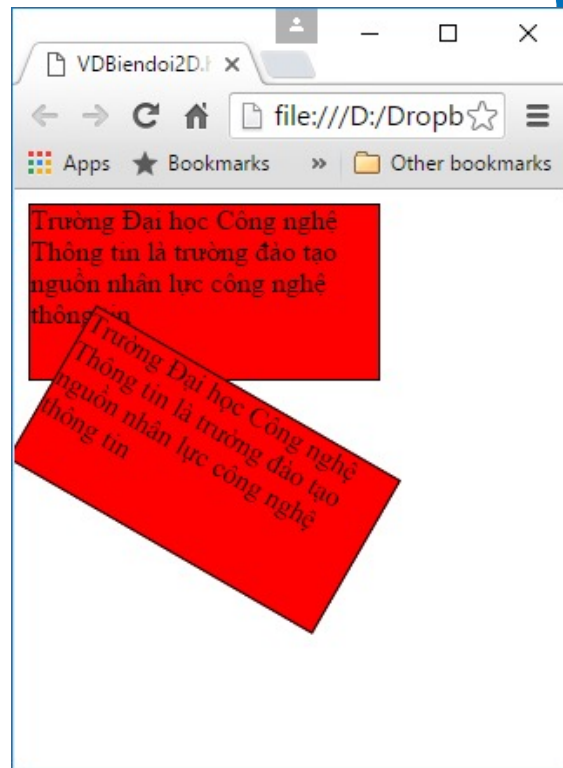 VDBiendoi2D.h
file:///D:/Dropb
Apps Bookmarks » Other bookmarks
Trường Đại học Công nghệ
Thông tin là trường đảo tạo
nguồn nhân lực công nghệ
thông tin
Trường Đại học Công nghệ
Thông tin là trường đảo tạo
nguồn nhân lực công nghệ
thông tin